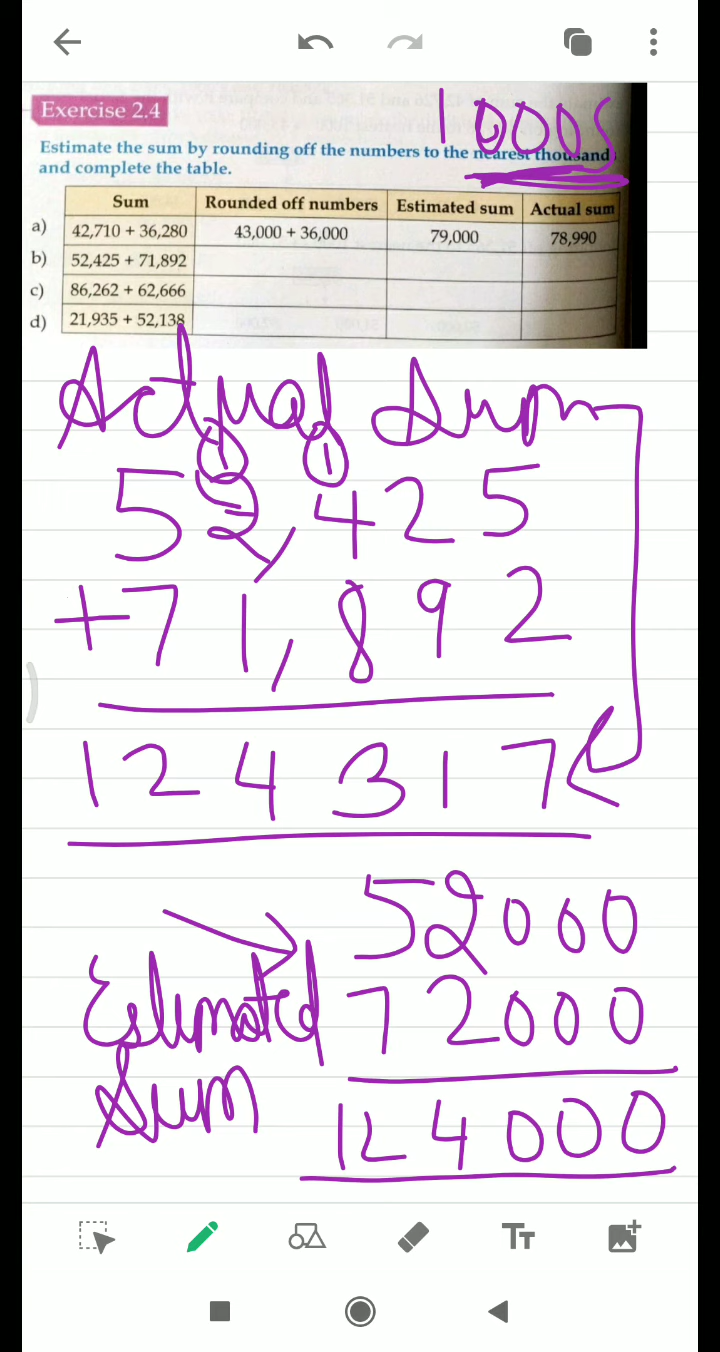 1000s
Exercise 2.4
Estimate the sum by rounding off the numbers to the nearest thousand
and complete the table.
Sum Rounded off numbers Estimated sum Actual sum
a) 42,710 + 36,280 43,000 + 36,000 79,000 78,990
b) 52,425 + 71,892
c) 86,262 + 62,666
d) 21,935 + 52,138
Actual Sum
1 1
52,425
+71,892
124317
52000
Estimated 72000
Sum 124000
TT